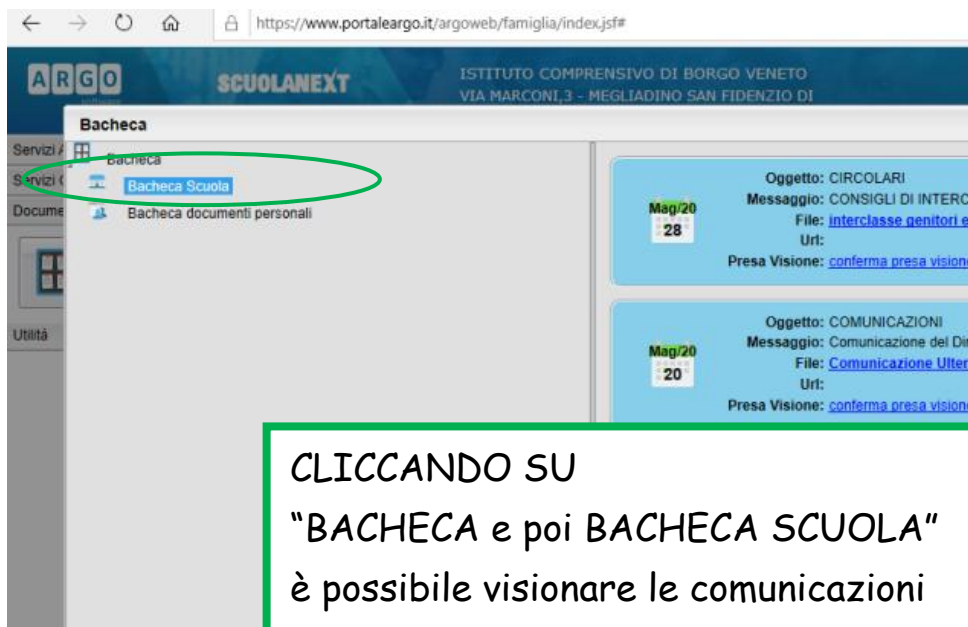 https://www.portaleargo.it/argoweb/famiglia/index.jsf#
ARGO
SCUOLANEXT
ISTITUTO COMPRENSIVO DI BORGO VENETO
VIA MARCONI,3 - MEGLIADINO SAN FIDENZIO DI
Bacheca
Servizi
Servizi
Docume
Utilità
Bacheca
Bacheca Scuola
Bacheca documenti personali
Mag/20
28
Oggetto: CIRCOLARI
Messaggio: CONSIGLI DI INTERC
File: interclasse genitori e
Url:
Presa Visione: conferma presa visione
Mag/20
20
Oggetto: COMUNICAZIONI
Messaggio: Comunicazione del Di
File: Comunicazione Ulter
Url:
Presa Visione: conferma presa visione
CLICCANDO SU
“BACHECA e poi BACHECA SCUOLA”
è possibile visionare le comunicazioni